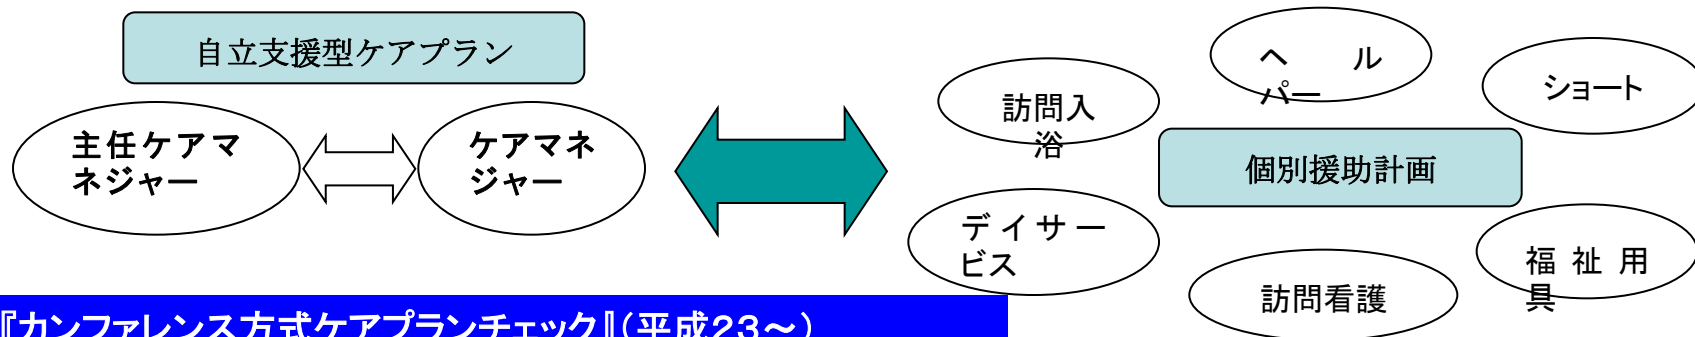 自立支援型ケアプラン
主任ケアマ
ネジャー
ケアマネ
ジャー
訪問入
浴
ヘル
パー
ショート
個別援助計画
デイサー
ビス
訪問看護
福祉用
具
『カンファレンス方式ケアプランチェック』(平成23~)